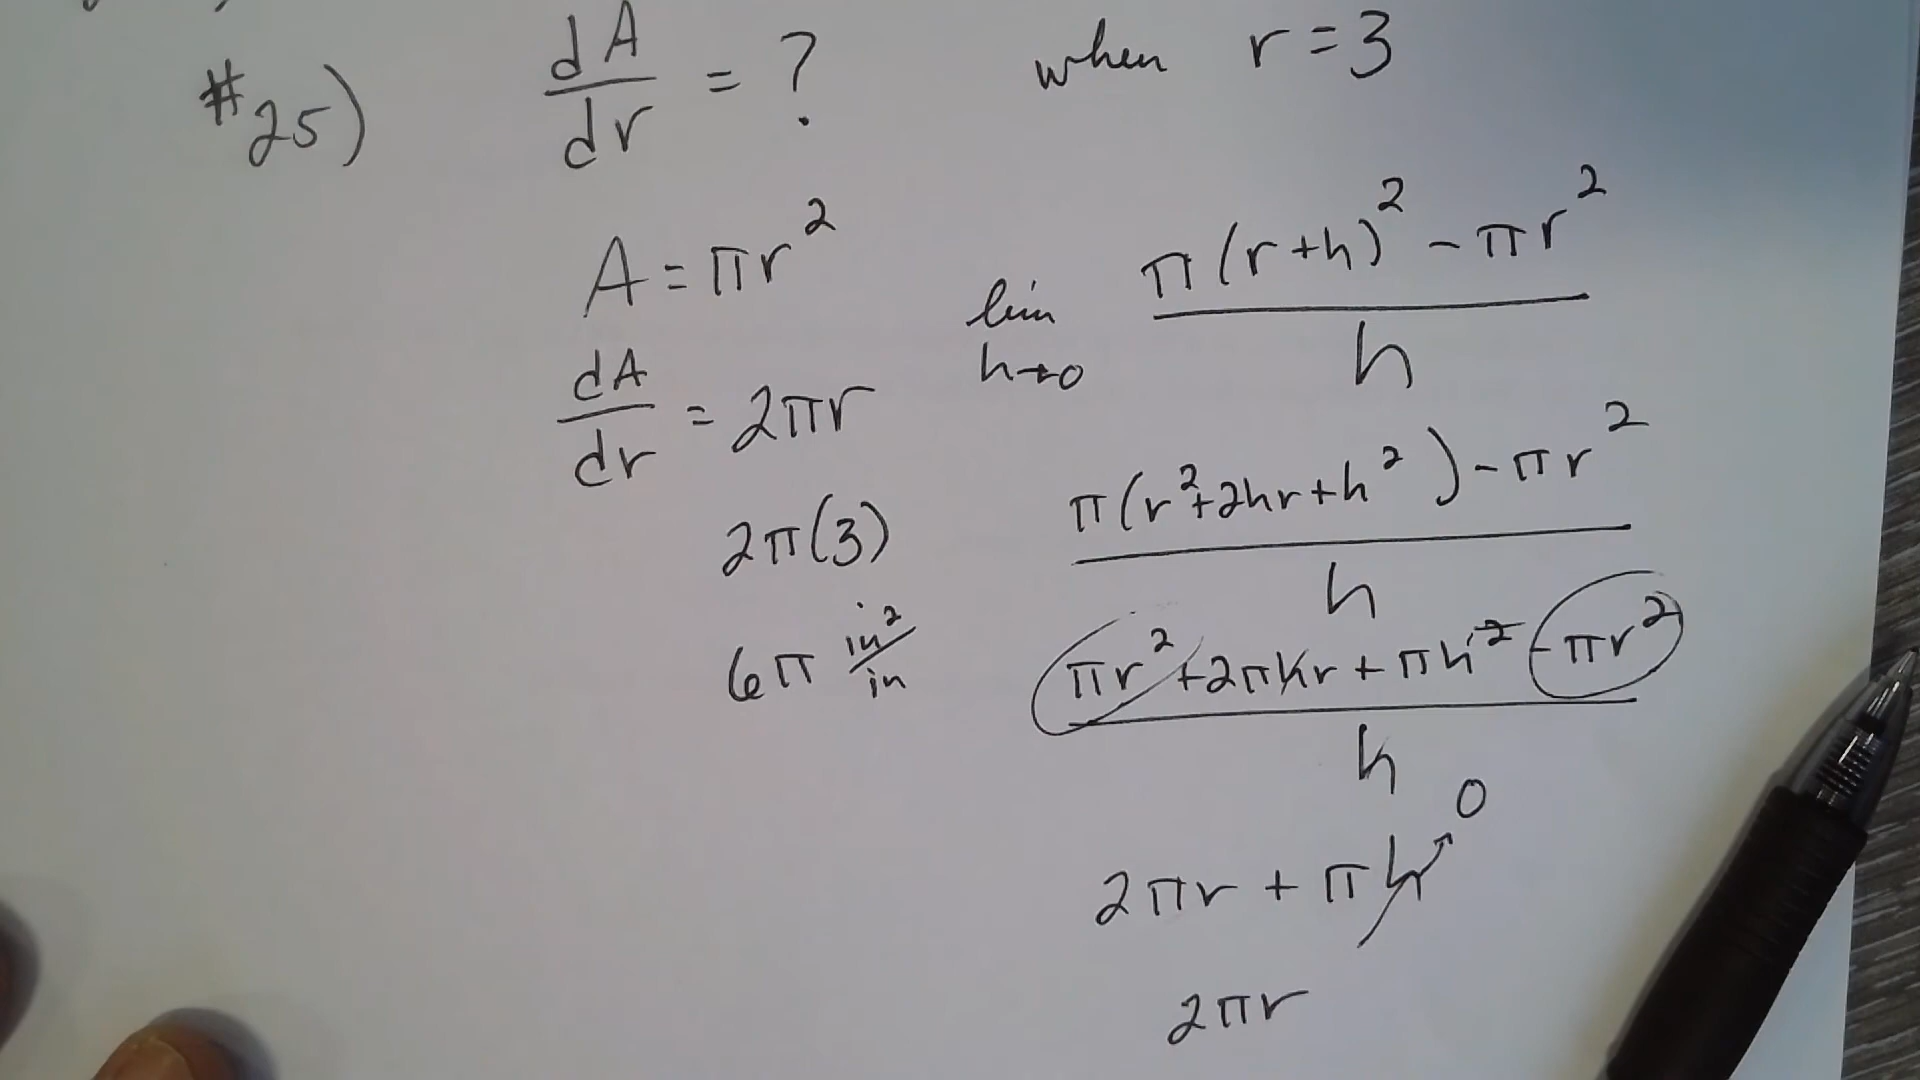 #25) dA/dr = ? when r = 3
A = πr²
dA/dr = 2πr
2π(3)
6π in²/in
lim h→0 π(r+h)² - πr² / h
π(r²+2hr+h²) - πr² / h
πr² + 2πhr + πh² - πr² / h
0
2πr + πh
2πr